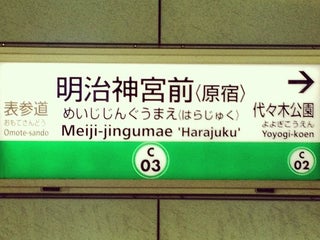 明治神宮前〈原宿〉
めいじじんぐうまえ(はらじゅく)
Meiji-jingumae 'Harajuku'
C
03
表参道
おもてさんどう
Omote-sando
→
代々木公園
よよぎこうえん
Yoyogi-koen
C
02